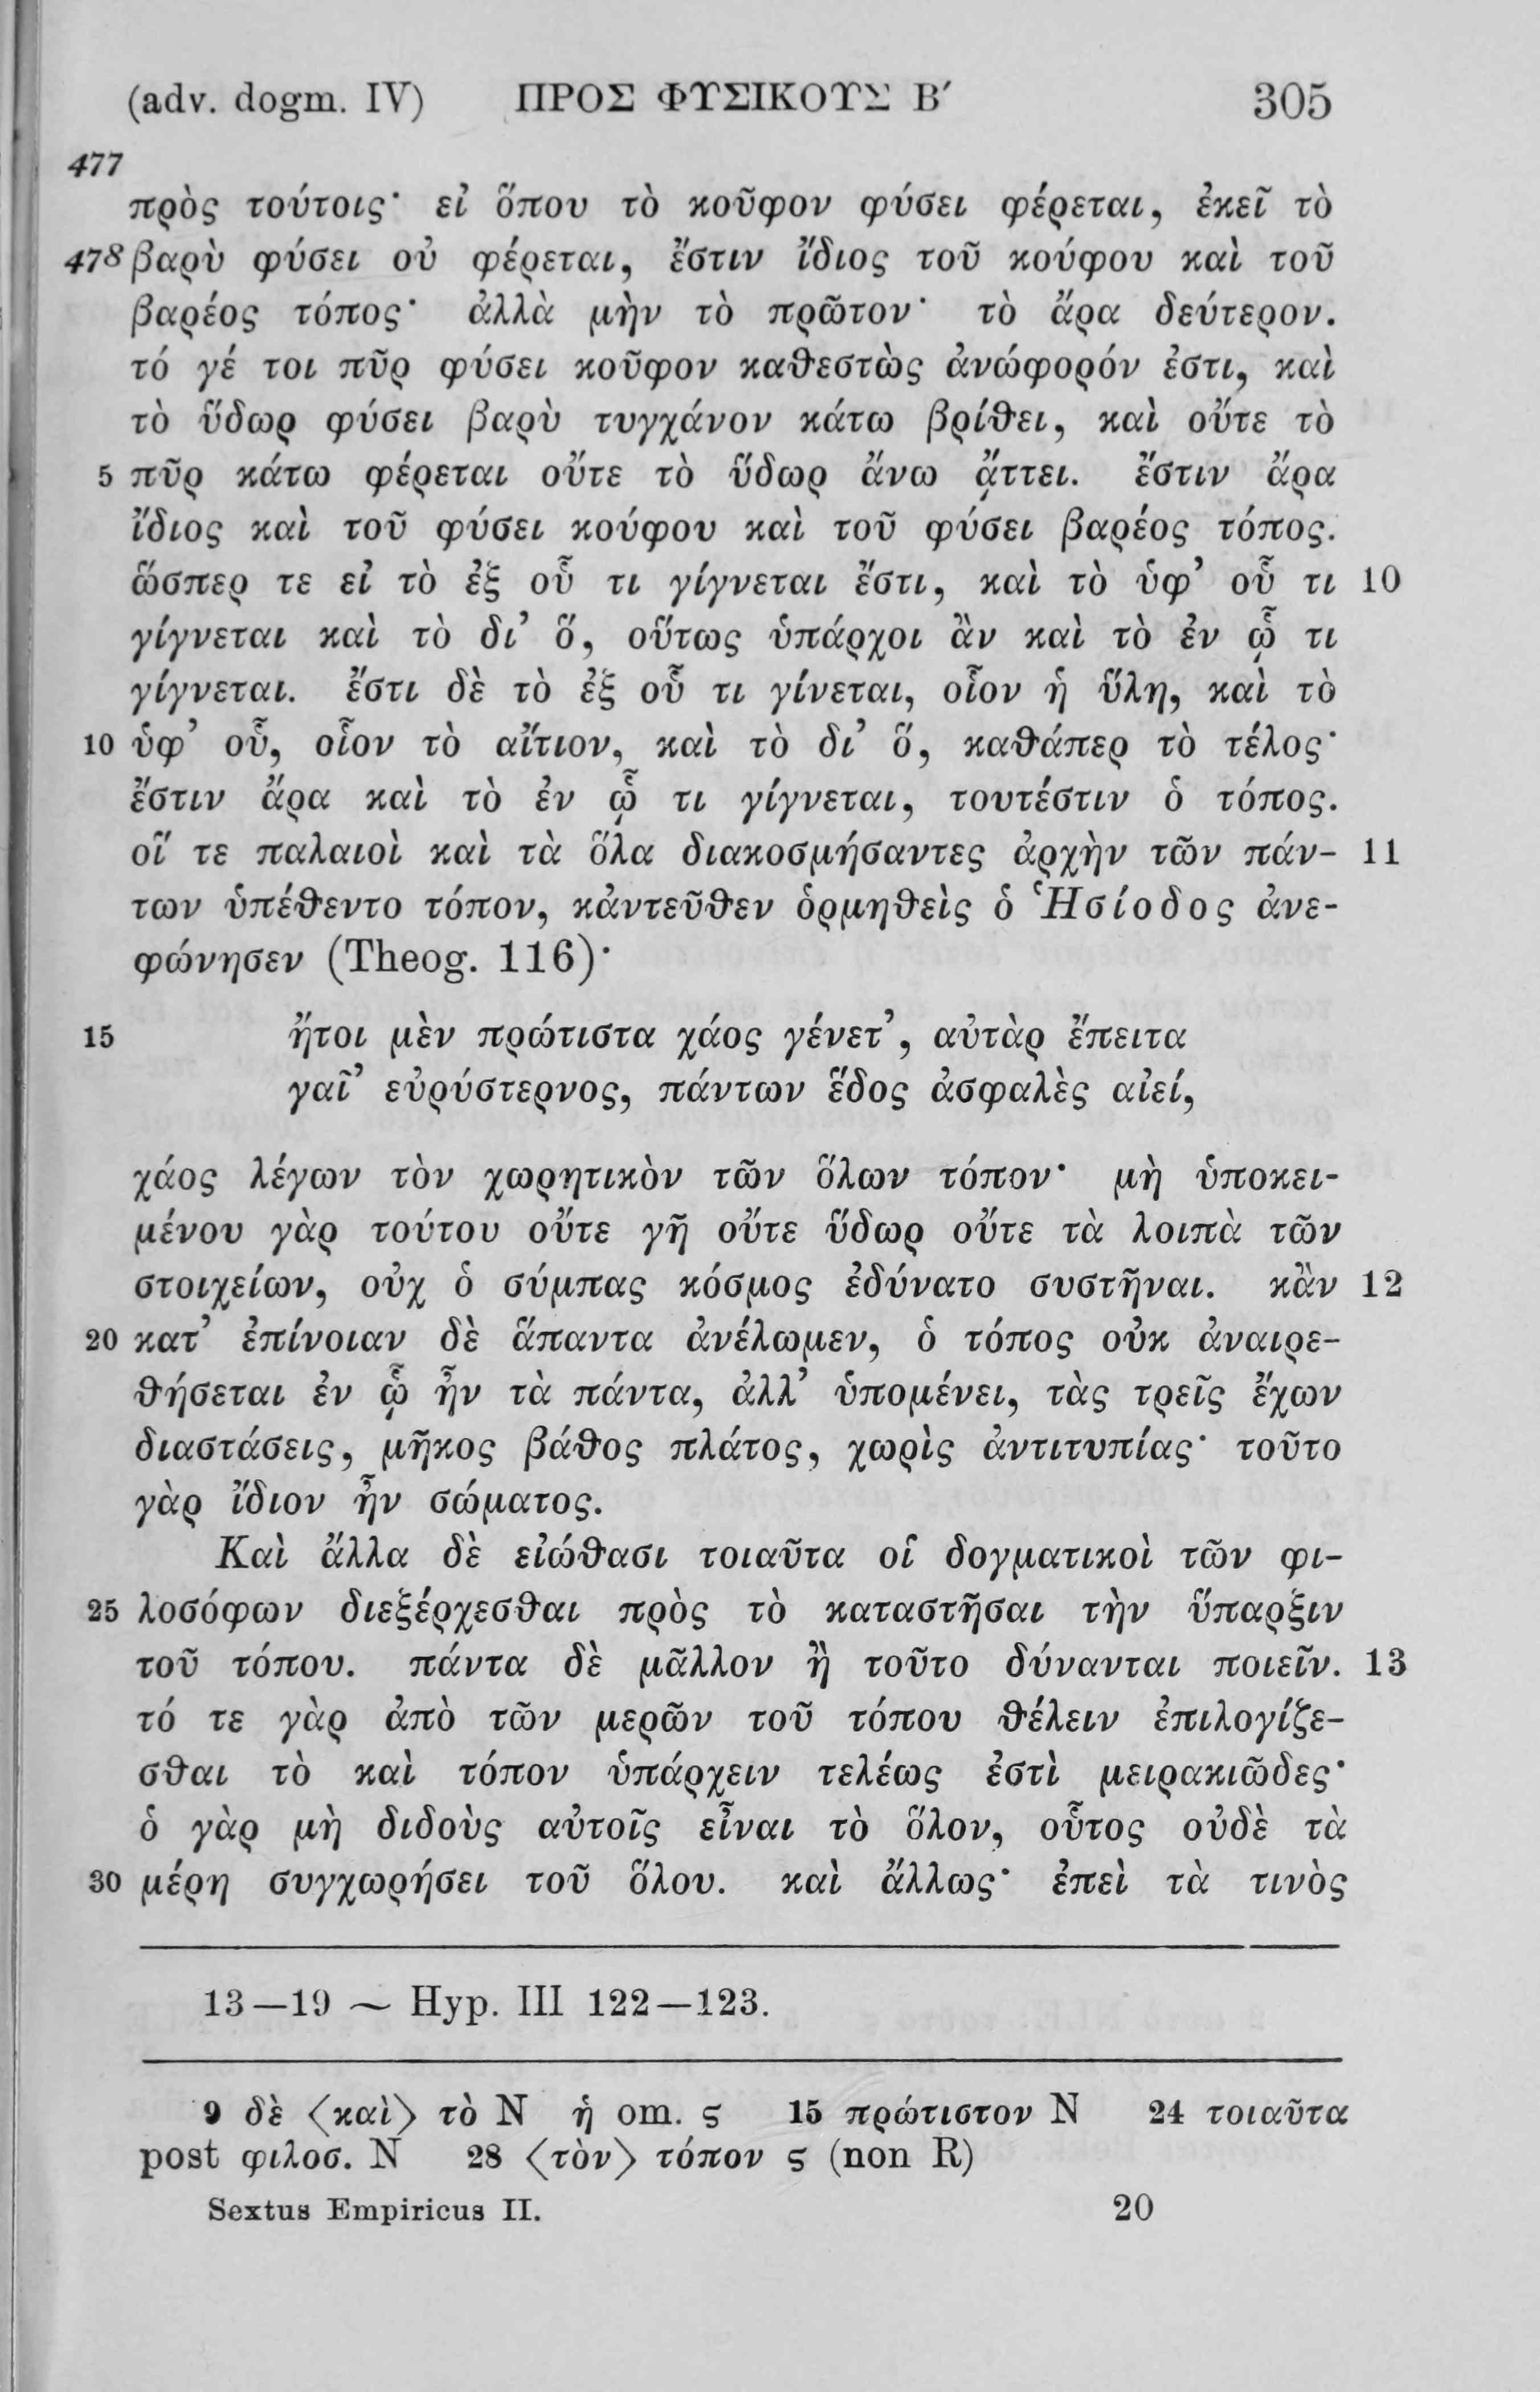 (adv. dogm. IV) ΠΡΟΣ ΦΥΣΙΚΟΥΣ Β′ 305
477
πρὸς τούτοις· εἰ ὅπου τὸ κοῦφον φύσει φέρεται, ἐκεῖ τὸ
478 βαρὺ φύσει οὐ φέρεται, ἔστιν ἴδιος τοῦ κούφου καὶ τοῦ
βαρέος τόπος· ἀλλὰ μὴν τὸ πρῶτον· τὸ ἄρα δεύτερον.
τό γέ τοι πῦρ φύσει κοῦφον καθεστὼς ἀνώφορόν ἐστι, καὶ
τὸ ὕδωρ φύσει βαρὺ τυγχάνον κάτω βρίθει, καὶ οὔτε τὸ
5 πῦρ κάτω φέρεται οὔτε τὸ ὕδωρ ἄνω ᾄττει. ἔστιν ἄρα
ἴδιος καὶ τοῦ φύσει κούφου καὶ τοῦ φύσει βαρέος τόπος.
ὥσπερ τε εἰ τὸ ἐξ οὗ τι γίγνεται ἔστι, καὶ τὸ ὑφ’ οὗ τι 10
γίγνεται καὶ τὸ δι’ ὅ, οὕτως ὑπάρχοι ἂν καὶ τὸ ἐν ᾧ τι
γίγνεται. ἔστι δὲ τὸ ἐξ οὗ τι γίνεται, οἷον ἡ ὕλη, καὶ τὸ
10 ὑφ’ οὗ, οἷον τὸ αἴτιον, καὶ τὸ δι’ ὅ, καθάπερ τὸ τέλος·
ἔστιν ἄρα καὶ τὸ ἐν ᾧ τι γίγνεται, τουτέστιν ὁ τόπος.
οἵ τε παλαιοὶ καὶ τὰ ὅλα διακοσμήσαντες ἀρχὴν τῶν πάν- 11
των ὑπέθεντο τόπον, κἀντεῦθεν ὁρμηθεὶς ὁ Ἡσίοδος ἀνε-
φώνησεν (Theog. 116)·
15 ἤτοι μὲν πρώτιστα χάος γένετ’, αὐτὰρ ἔπειτα
γαῖ’ εὐρύστερνος, πάντων ἕδος ἀσφαλὲς αἰεί,
χάος λέγων τὸν χωρητικὸν τῶν ὅλων τόπον· μὴ ὑποκει-
μένου γὰρ τούτου οὔτε γῆ οὔτε ὕδωρ οὔτε τὰ λοιπὰ τῶν
στοιχείων, οὐχ ὁ σύμπας κόσμος ἐδύνατο συστῆναι. κἂν 12
20 κατ’ ἐπίνοιαν δὲ ἅπαντα ἀνέλωμεν, ὁ τόπος οὐκ ἀναιρε-
θήσεται ἐν ᾧ ἦν τὰ πάντα, ἀλλ’ ὑπομένει, τὰς τρεῖς ἔχων
διαστάσεις, μῆκος βάθος πλάτος, χωρὶς ἀντιτυπίας· τοῦτο
γὰρ ἴδιον ἦν σώματος.
Καὶ ἄλλα δὲ εἰώθασι τοιαῦτα οἱ δογματικοὶ τῶν φι-
25 λοσόφων διεξέρχεσθαι πρὸς τὸ καταστῆσαι τὴν ὕπαρξιν
τοῦ τόπου. πάντα δὲ μᾶλλον ἢ τοῦτο δύνανται ποιεῖν. 13
τό τε γὰρ ἀπὸ τῶν μερῶν τοῦ τόπου θέλειν ἐπιλογίζε-
σθαι τὸ καὶ τόπον ὑπάρχειν τελέως ἐστὶ μειρακιῶδες·
ὁ γὰρ μὴ διδοὺς αὐτοῖς εἶναι τὸ ὅλον, οὗτος οὐδὲ τὰ
30 μέρη συγχωρήσει τοῦ ὅλου. καὶ ἄλλως· ἐπεὶ τὰ τινὸς
13—19 ~ Hyp. III 122—123.
9 δὲ ⟨καὶ⟩ τὸ N ἡ om. ς 15 πρώτιστον N 24 τοιαῦτα
post φιλοσ. N 28 ⟨τὸν⟩ τόπον ς (non R)
Sextus Empiricus II. 20